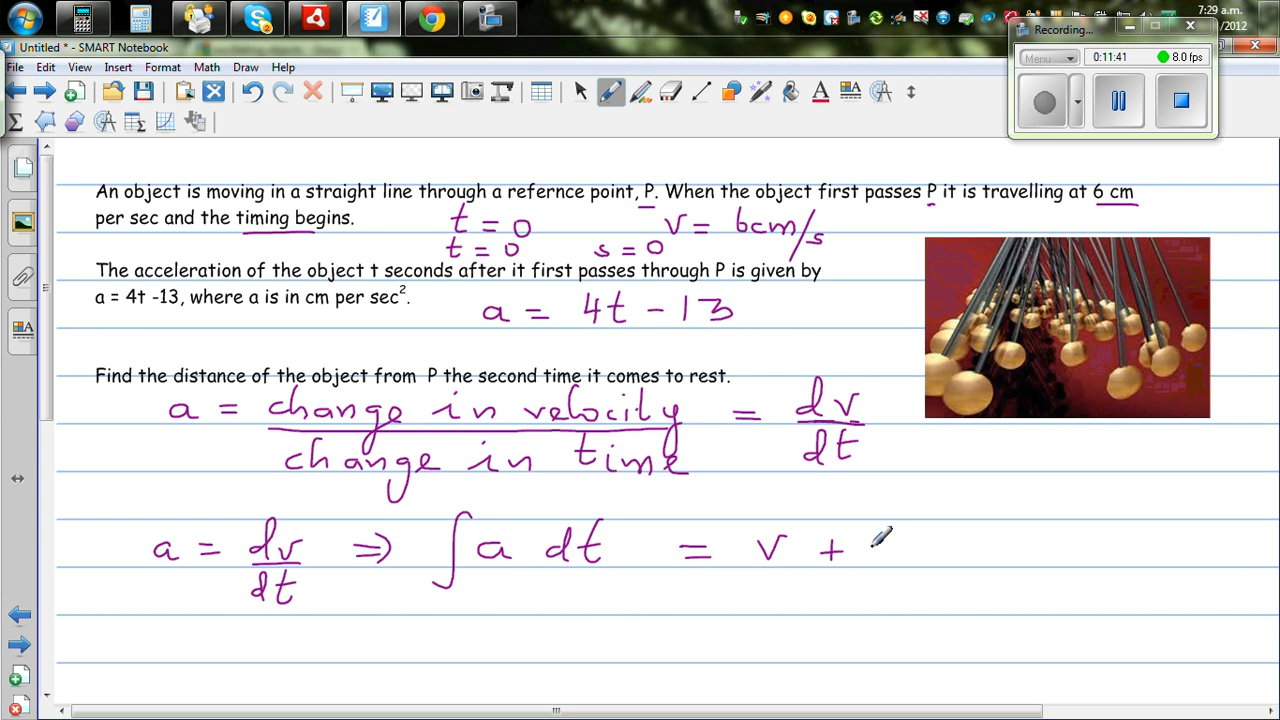 7:29 a.m.
/2012
Untitled * - SMART Notebook
Recording...
Menu
0:11:41
8.0 fps
File Edit View Insert Format Math Draw Help
An object is moving in a straight line through a refernce point, P. When the object first passes P it is travelling at 6 cm
per sec and the timing begins.
t = 0 v = 6cm/s
t = 0 s = 0
The acceleration of the object t seconds after it first passes through P is given by
a = 4t -13, where a is in cm per sec².
a = 4t - 13
Find the distance of the object from P the second time it comes to rest.
a = change in velocity / change in time = dv/dt
a = dv/dt ⇒ ∫ a dt = v +